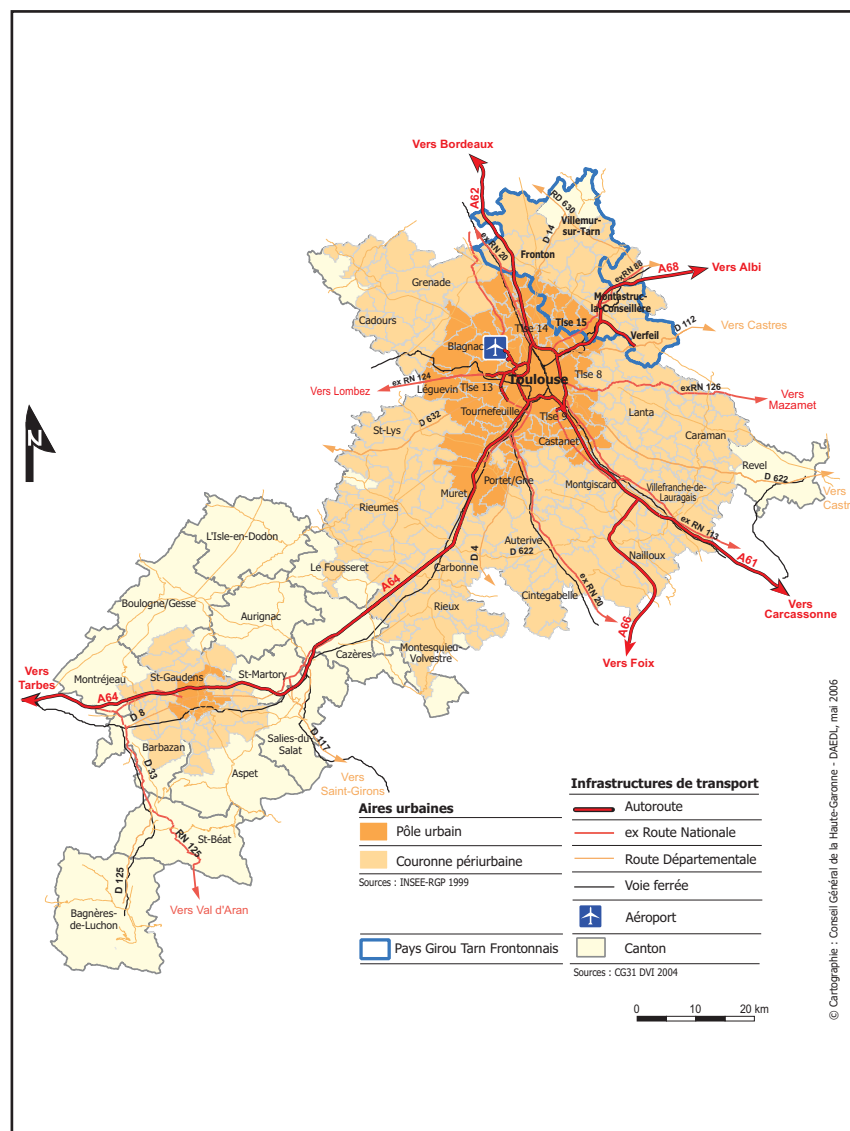 Vers Bordeaux
A62
RD 630
Villemur-
sur-Tarn
D 14
exRN 20
Fronton
exRN 88
A68
Vers Albi
Grenade
Montastruc-
la-Conseillère
Cadours
Tlse 14
Tlse 15
D 112
Vers Castres
Blagnac
Verfeil
ex RN 124
Toulouse
Tlse 8
Vers Lombez
Léguevin
Tlse 13
exRN 126
Vers
Mazamet
Tournefeuille
Tlse 9
Lanta
N
D 632
St-Lys
Castanet
Caraman
Revel
D 622
Vers
Cast
Portet/Gne
Montgiscard
Villefranche-de-
Lauragais
Muret
Rieumes
L'Isle-en-Dodon
Auterive
D 622
ex RN 113
D 4
Nailloux
A61
Le Fousseret
A64
Carbonne
Cintegabelle
exRN20
Boulogne/Gesse
Aurignac
Rieux
A66
Vers
Carcassonne
Cazères
Montesquieu
Volvestre
Vers Foix
Vers
Tarbes
Montréjeau
St-Gaudens
St-Martory
A64
D 8
Barbazan
Salies-du
Salat
D 117
D 33
Aspet
Vers
Saint-Girons
RN 125
St-Béat
D 125
Bagnères-
de-Luchon
Vers Val d'Aran
Aires urbaines
Pôle urbain
Couronne périurbaine
Sources : INSEE-RGP 1999
Pays Girou Tarn Frontonnais
Infrastructures de transport
Autoroute
ex Route Nationale
Route Départementale
Voie ferrée
Aéroport
Canton
Sources : CG31 DVI 2004
0 10 20 km
© Cartographie : Conseil Général de la Haute-Garonne - DAEDL, mai 2006